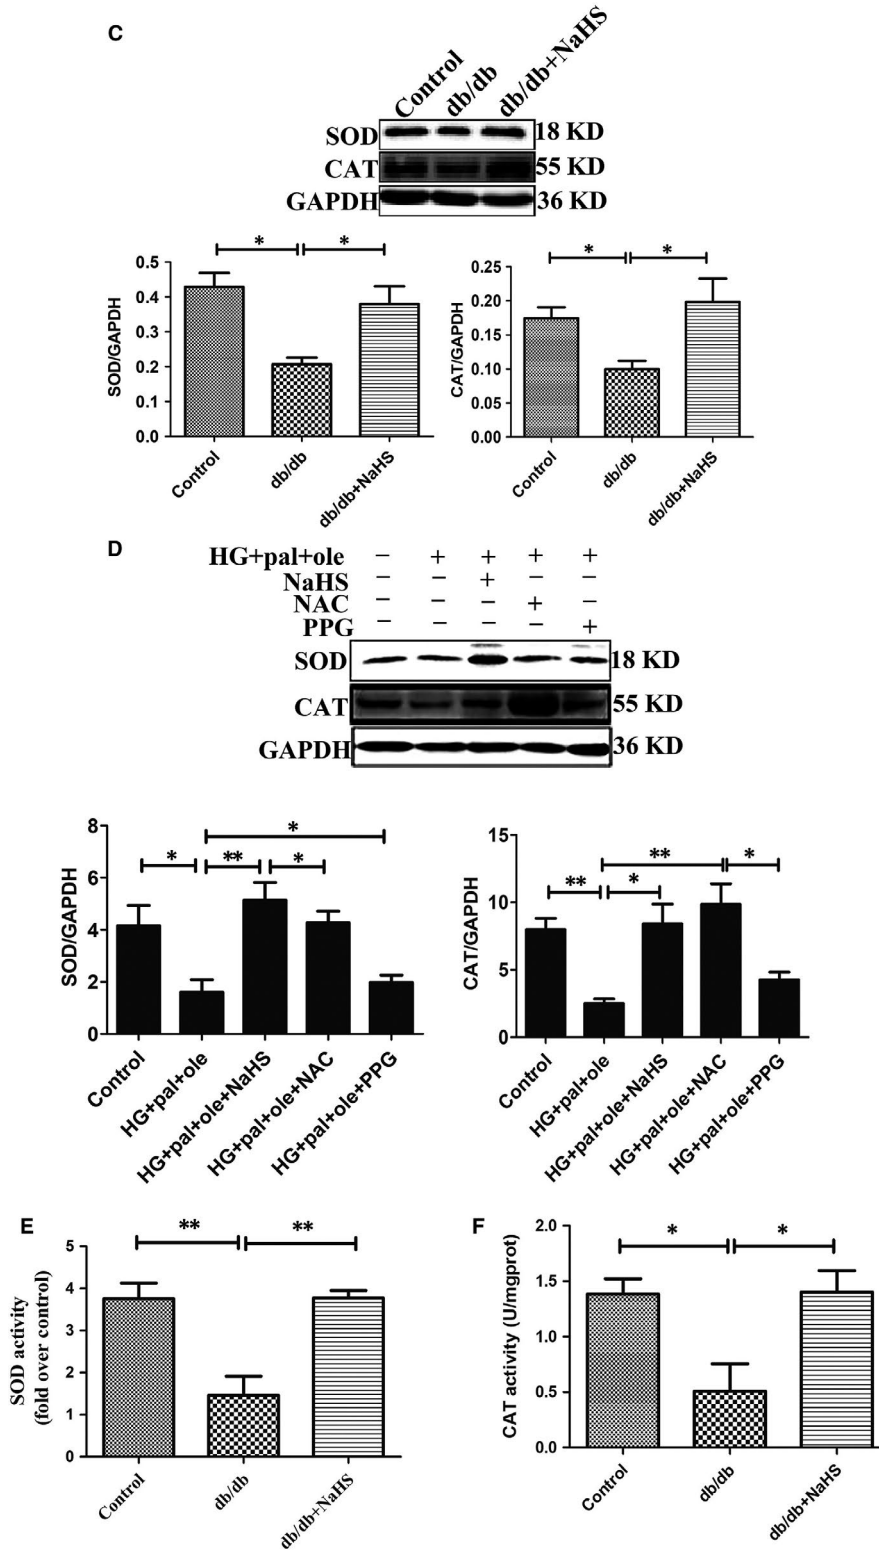 C
Control
db/db
db/db+NaHS
SOD 18 KD
CAT 55 KD
GAPDH 36 KD
* *
0.5
0.4
0.3
0.2
0.1
0.0
SOD/GAPDH
Control
db/db
db/db+NaHS
* *
0.25
0.20
0.15
0.10
0.05
0.00
CAT/GAPDH
Control
db/db
db/db+NaHS
D
HG+pal+ole − + + + +
NaHS − − + − −
NAC − − − + −
PPG − − − − +
SOD 18 KD
CAT 55 KD
GAPDH 36 KD
*
* ** *
8
6
4
2
0
SOD/GAPDH
Control
HG+pal+ole
HG+pal+ole+NaHS
HG+pal+ole+NAC
HG+pal+ole+PPG
** *
** *
15
10
5
0
CAT/GAPDH
Control
HG+pal+ole
HG+pal+ole+NaHS
HG+pal+ole+NAC
HG+pal+ole+PPG
E
** **
5
4
3
2
1
0
SOD activity
(fold over control)
Control
db/db
db/db+NaHS
F
* *
2.0
1.5
1.0
0.5
0.0
CAT activity (U/mgprot)
Control
db/db
db/db+NaHS